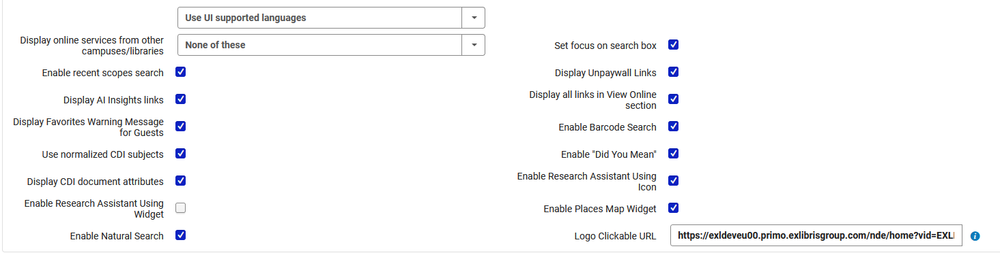 Use UI supported languages
Display online services from other
campuses/libraries
None of these
Set focus on search box
Enable recent scopes search
Display Unpaywall Links
Display AI Insights links
Display all links in View Online
section
Display Favorites Warning Message
for Guests
Enable Barcode Search
Use normalized CDI subjects
Enable "Did You Mean"
Display CDI document attributes
Enable Research Assistant Using
Icon
Enable Research Assistant Using
Widget
Enable Places Map Widget
Enable Natural Search
Logo Clickable URL
https://exldeveu00.primo.exlibrisgroup.com/nde/home?vid=EXL